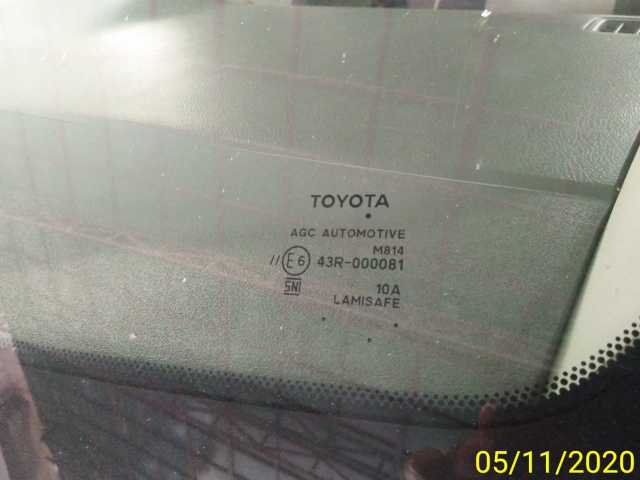 TOYOTA
AGC AUTOMOTIVE
M814
// E6 43R-000081
SNI 10A
LAMISAFE
05/11/2020